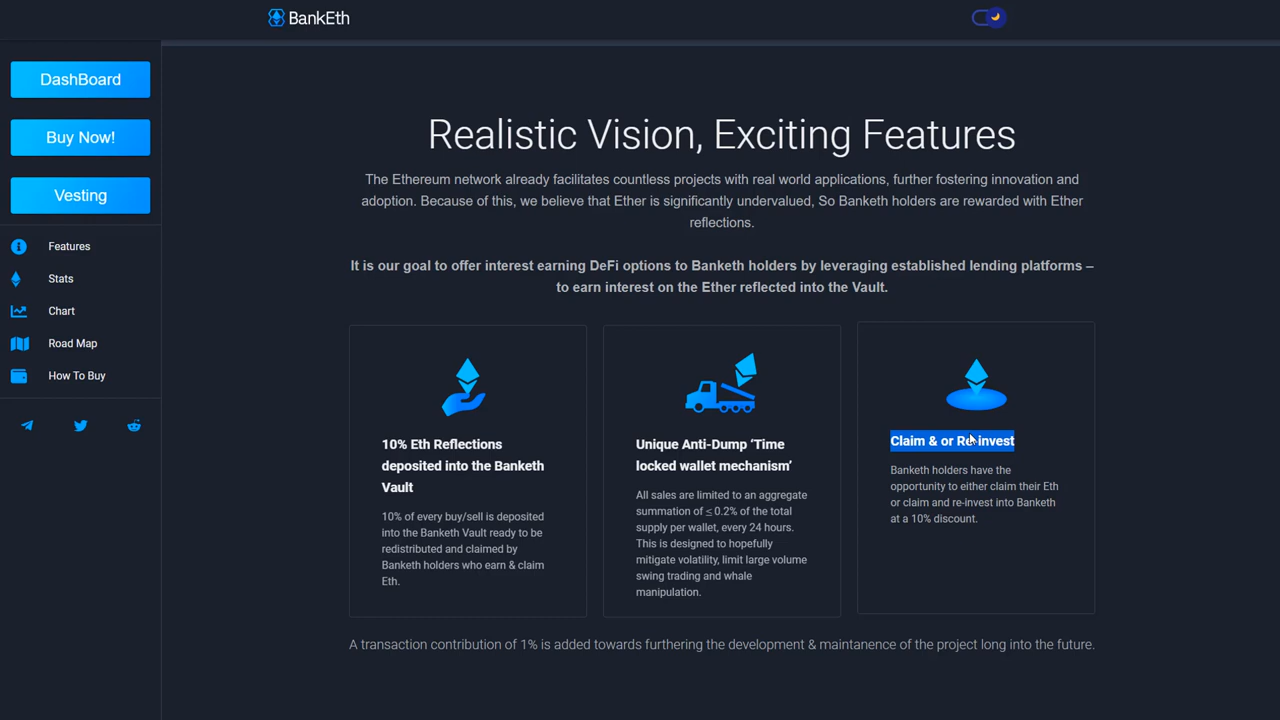 BankEth
DashBoard
Buy Now!
Vesting
Features
Stats
Chart
Road Map
How To Buy
Realistic Vision, Exciting Features
The Ethereum network already facilitates countless projects with real world applications, further fostering innovation and
adoption. Because of this, we believe that Ether is significantly undervalued, So Banketh holders are rewarded with Ether
reflections.
It is our goal to offer interest earning DeFi options to Banketh holders by leveraging established lending platforms –
to earn interest on the Ether reflected into the Vault.
10% Eth Reflections
deposited into the Banketh
Vault
10% of every buy/sell is deposited
into the Banketh Vault ready to be
redistributed and claimed by
Banketh holders who earn & claim
Eth.
Unique Anti-Dump ‘Time
locked wallet mechanism’
All sales are limited to an aggregate
summation of ≤ 0.2% of the total
supply per wallet, every 24 hours.
This is designed to hopefully
mitigate volatility, limit large volume
swing trading and whale
manipulation.
Claim & or Re-invest
Banketh holders have the
opportunity to either claim their Eth
or claim and re-invest into Banketh
at a 10% discount.
A transaction contribution of 1% is added towards furthering the development & maintanence of the project long into the future.